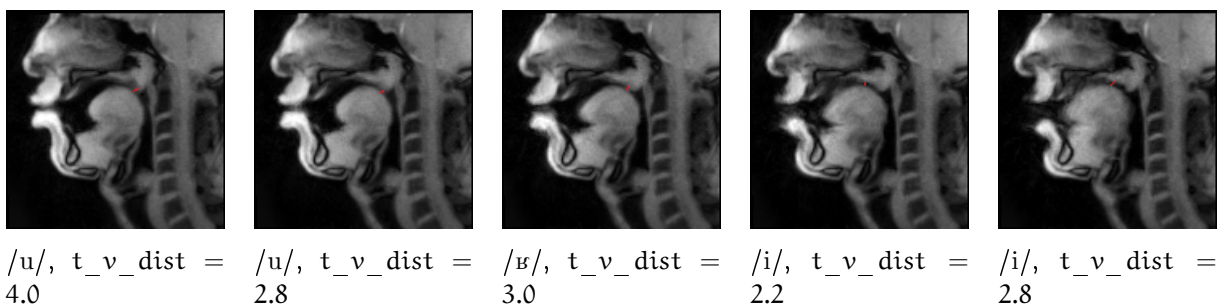 /u/, t_v_dist =
4.0
/u/, t_v_dist =
2.8
/ʁ/, t_v_dist =
3.0
/i/, t_v_dist =
2.2
/i/, t_v_dist =
2.8